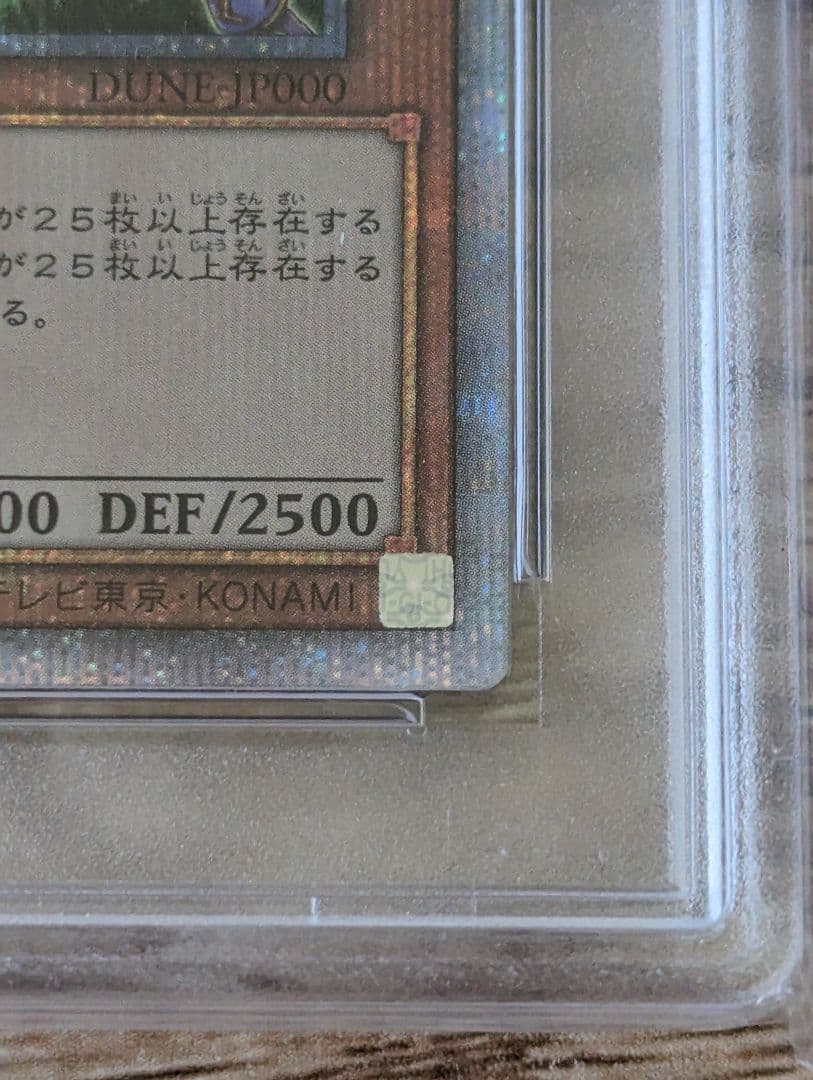 DUNE-JP000
が25枚以上存在する
が25枚以上存在する
る。
00 DEF/2500
テレビ東京・KONAMI